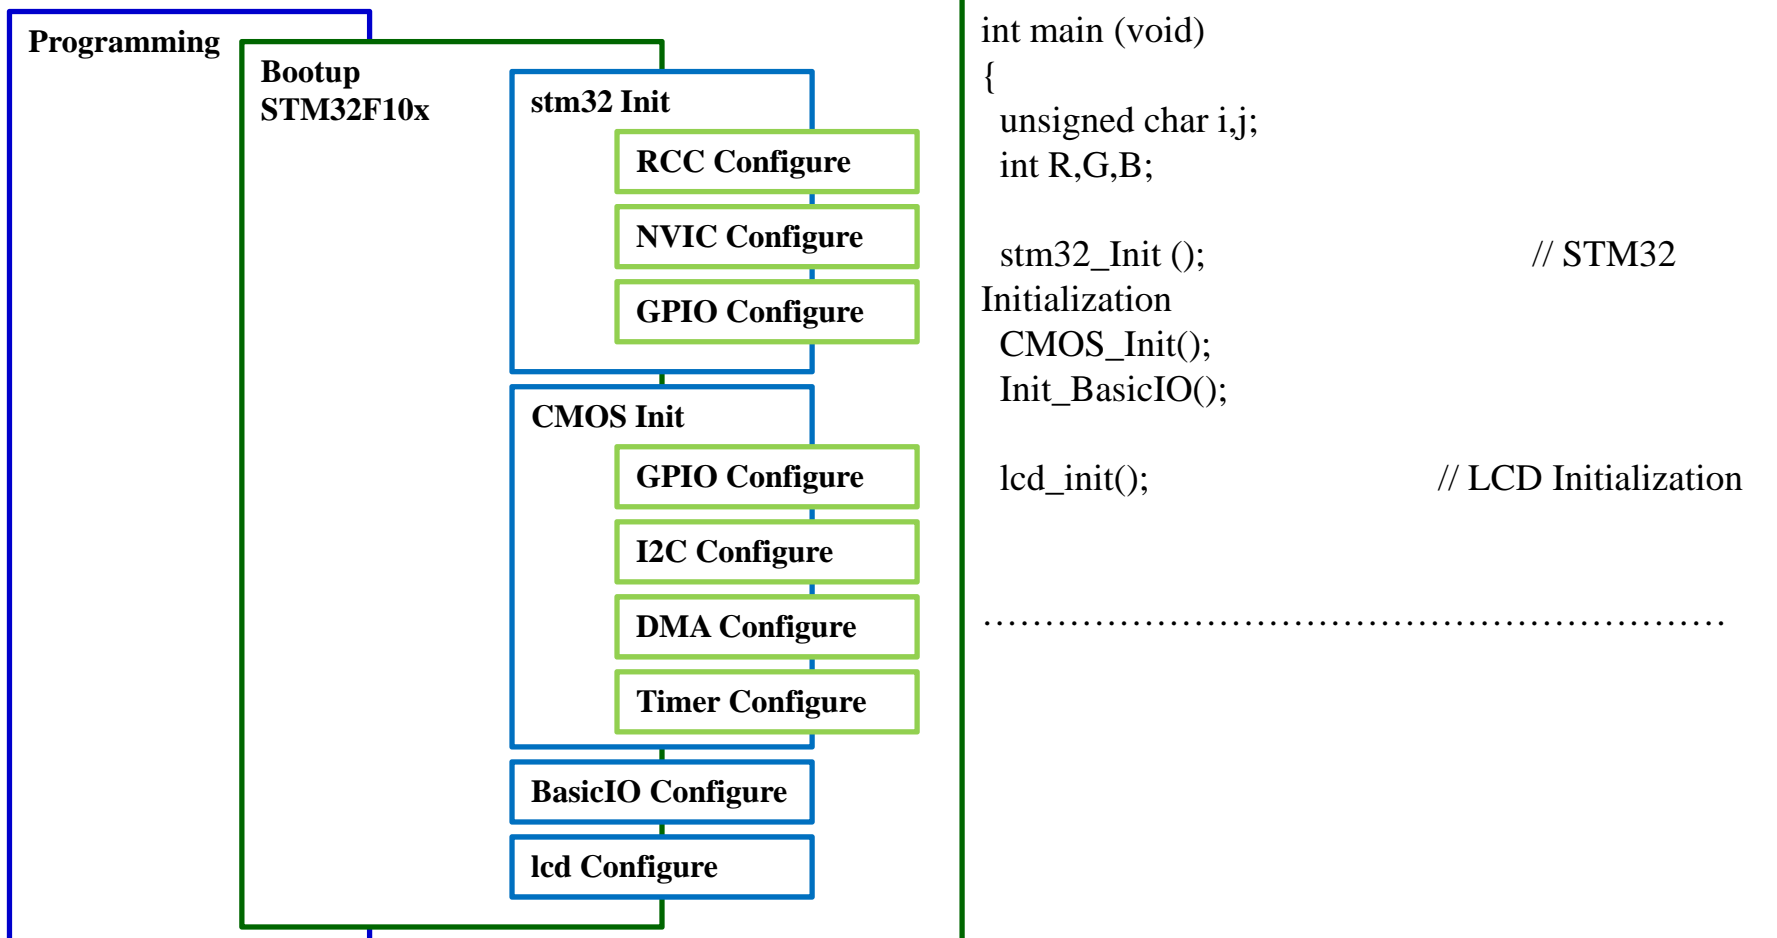 Programming
Bootup
STM32F10x
stm32 Init
RCC Configure
NVIC Configure
GPIO Configure
CMOS Init
GPIO Configure
I2C Configure
DMA Configure
Timer Configure
BasicIO Configure
lcd Configure
int main (void)
{
unsigned char i,j;
int R,G,B;
stm32_Init (); // STM32
Initialization
CMOS_Init();
Init_BasicIO();
lcd_init(); // LCD Initialization
…………………………………………………